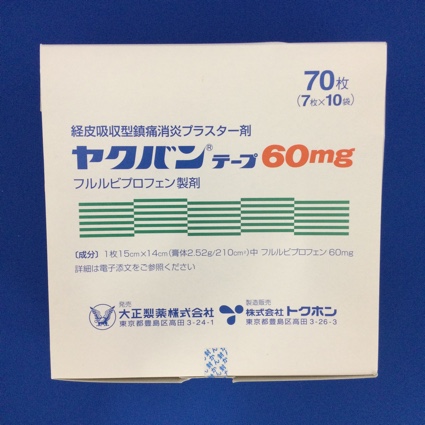 70枚
(7枚×10袋)
経皮吸収型鎮痛消炎プラスター剤
ヤクバン®テープ60mg
フルルビプロフェン製剤
〔成分〕1枚15cm×14cm(膏体2.52g/210cm²)中 フルルビプロフェン 60mg
詳細は電子添文をご参照ください
発売
大正製薬株式会社
東京都豊島区高田3-24-1
製造販売
株式会社トクホン
東京都豊島区高田3-26-3